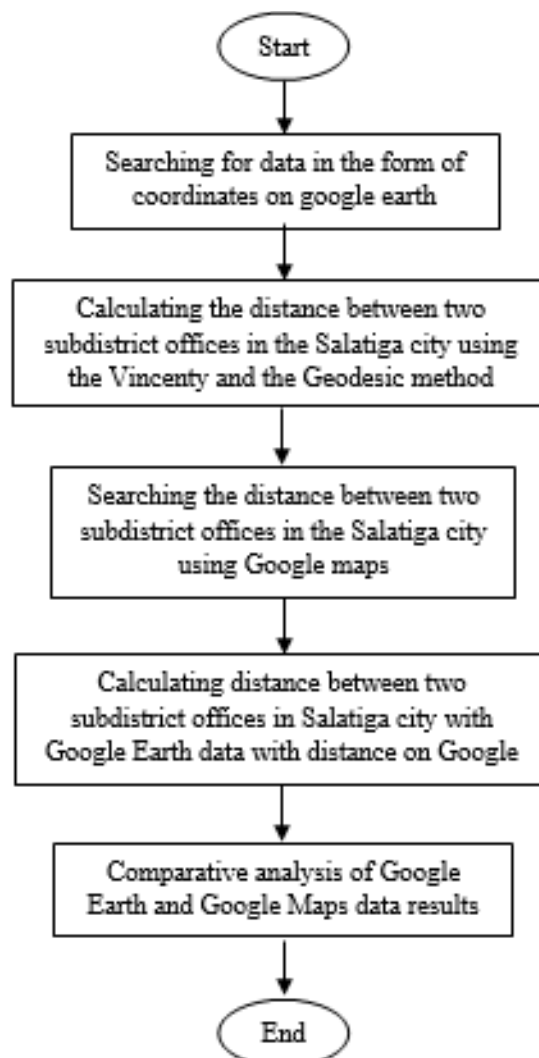 Start
Searching for data in the form of
coordinates on google earth
Calculating the distance between two
subdistrict offices in the Salatiga city using
the Vincenty and the Geodesic method
Searching the distance between two
subdistrict offices in the Salatiga city
using Google maps
Calculating distance between two
subdistrict offices in Salatiga city with
Google Earth data with distance on Google
Comparative analysis of Google
Earth and Google Maps data results
End